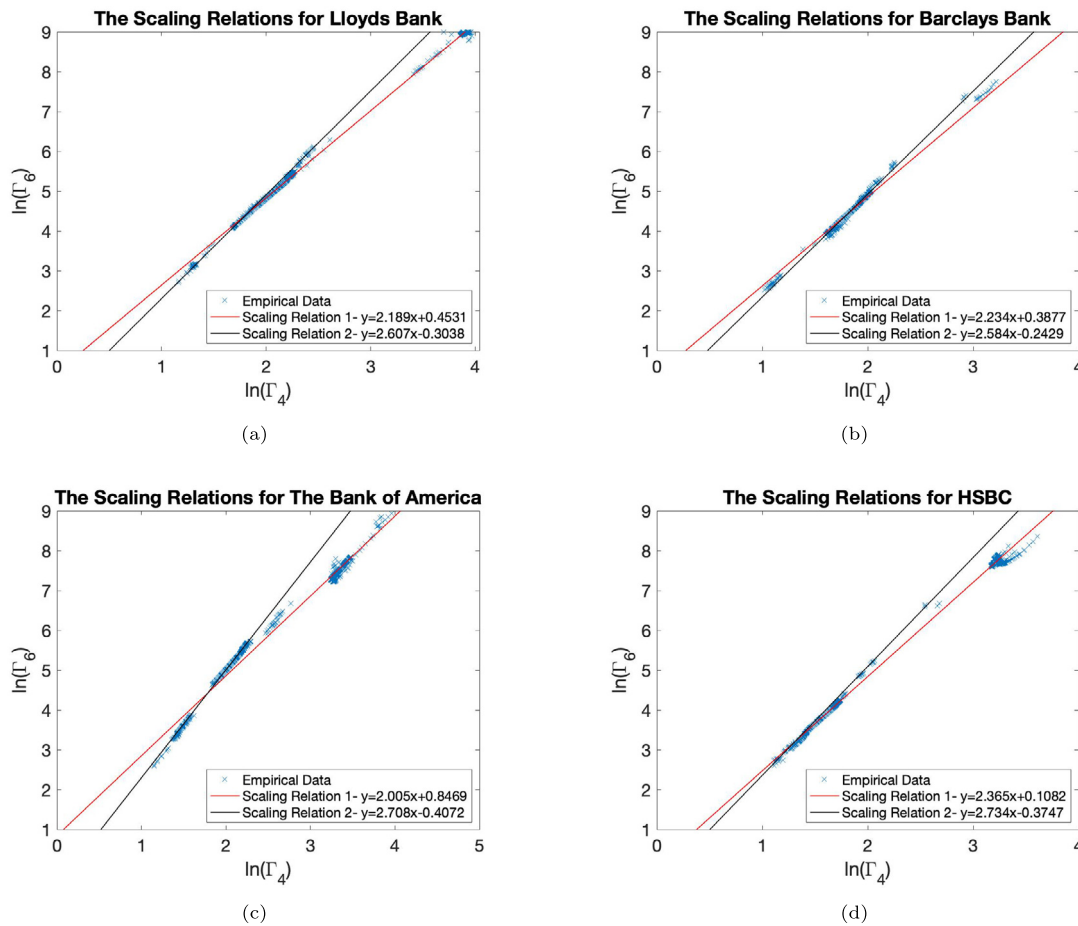 The Scaling Relations for Lloyds Bank
9
8
7
6
5
4
3
2
1
ln(Γ6)
0 1 2 3 4
ln(Γ4)
Empirical Data
Scaling Relation 1- y=2.189x+0.4531
Scaling Relation 2- y=2.607x-0.3038
(a)
The Scaling Relations for Barclays Bank
9
8
7
6
5
4
3
2
1
ln(Γ6)
0 1 2 3 4
ln(Γ4)
Empirical Data
Scaling Relation 1- y=2.234x+0.3877
Scaling Relation 2- y=2.584x-0.2429
(b)
The Scaling Relations for The Bank of America
9
8
7
6
5
4
3
2
1
ln(Γ6)
0 1 2 3 4 5
ln(Γ4)
Empirical Data
Scaling Relation 1- y=2.005x+0.8469
Scaling Relation 2- y=2.708x-0.4072
(c)
The Scaling Relations for HSBC
9
8
7
6
5
4
3
2
1
ln(Γ6)
0 1 2 3 4
ln(Γ4)
Empirical Data
Scaling Relation 1- y=2.365x+0.1082
Scaling Relation 2- y=2.734x-0.3747
(d)